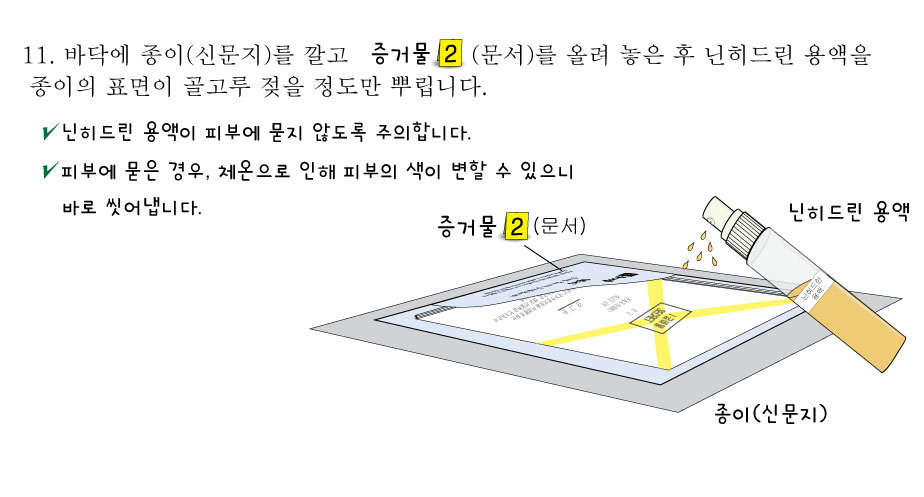 11. 바닥에 종이(신문지)를 깔고 증거물 2 (문서)를 올려 놓은 후 닌히드린 용액을
종이의 표면이 골고루 젖을 정도만 뿌립니다.
✓닌히드린 용액이 피부에 묻지 않도록 주의합니다.
✓피부에 묻은 경우, 체온으로 인해 피부의 색이 변할 수 있으니
바로 씻어냅니다.
닌히드린 용액
증거물 2 (문서)
닌히드린
용액
종이(신문지)